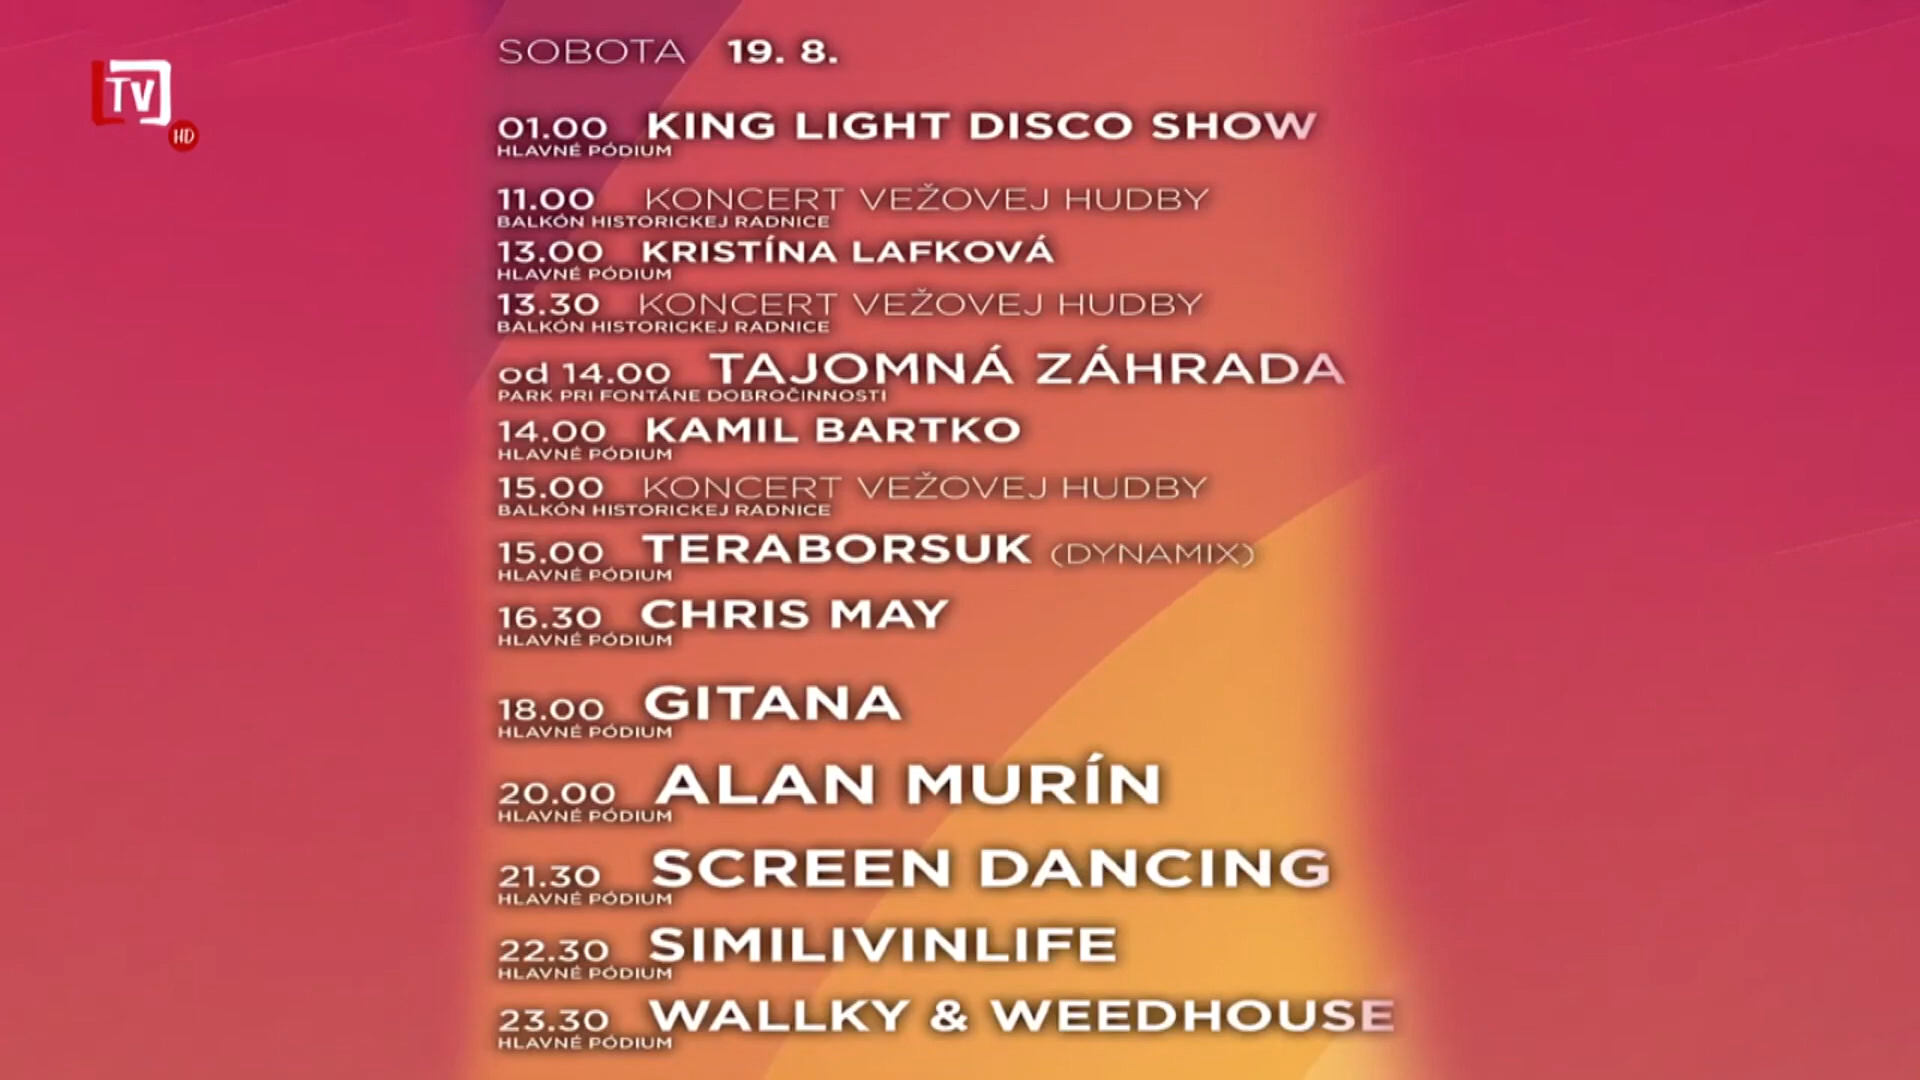 TV
HD
SOBOTA 19. 8.
01.00 KING LIGHT DISCO SHOW
HLAVNÉ PÓDIUM
11.00 KONCERT VEŽOVEJ HUDBY
BALKÓN HISTORICKEJ RADNICE
13.00 KRISTÍNA LAFKOVÁ
HLAVNÉ PÓDIUM
13.30 KONCERT VEŽOVEJ HUDBY
BALKÓN HISTORICKEJ RADNICE
od 14.00 TAJOMNÁ ZÁHRADA
PARK PRI FONTÁNE DOBROČINNOSTI
14.00 KAMIL BARTKO
HLAVNÉ PÓDIUM
15.00 KONCERT VEŽOVEJ HUDBY
BALKÓN HISTORICKEJ RADNICE
15.00 TERABORSUK (DYNAMIX)
HLAVNÉ PÓDIUM
16.30 CHRIS MAY
HLAVNÉ PÓDIUM
18.00 GITANA
HLAVNÉ PÓDIUM
20.00 ALAN MURÍN
HLAVNÉ PÓDIUM
21.30 SCREEN DANCING
HLAVNÉ PÓDIUM
22.30 SIMILIVINLIFE
HLAVNÉ PÓDIUM
23.30 WALLKY & WEEDHOUSE
HLAVNÉ PÓDIUM